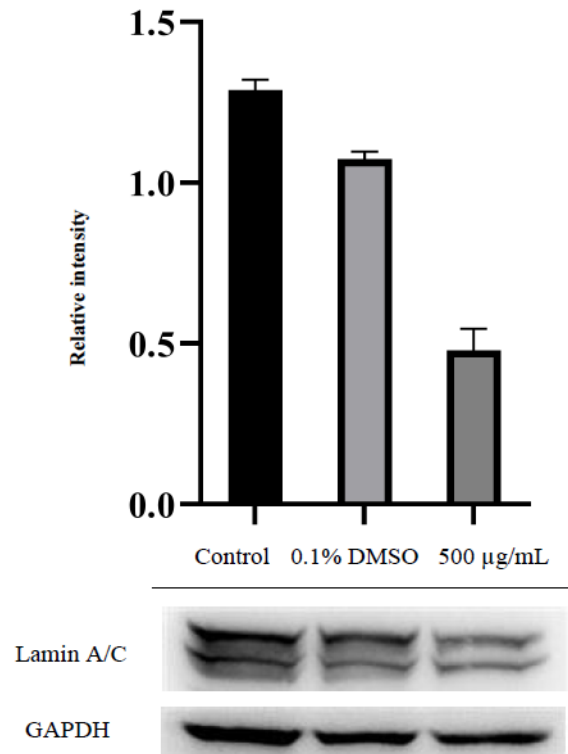 1.5
1.0
0.5
0.0
Relative intensity
Control 0.1% DMSO 500 µg/mL
Lamin A/C
GAPDH